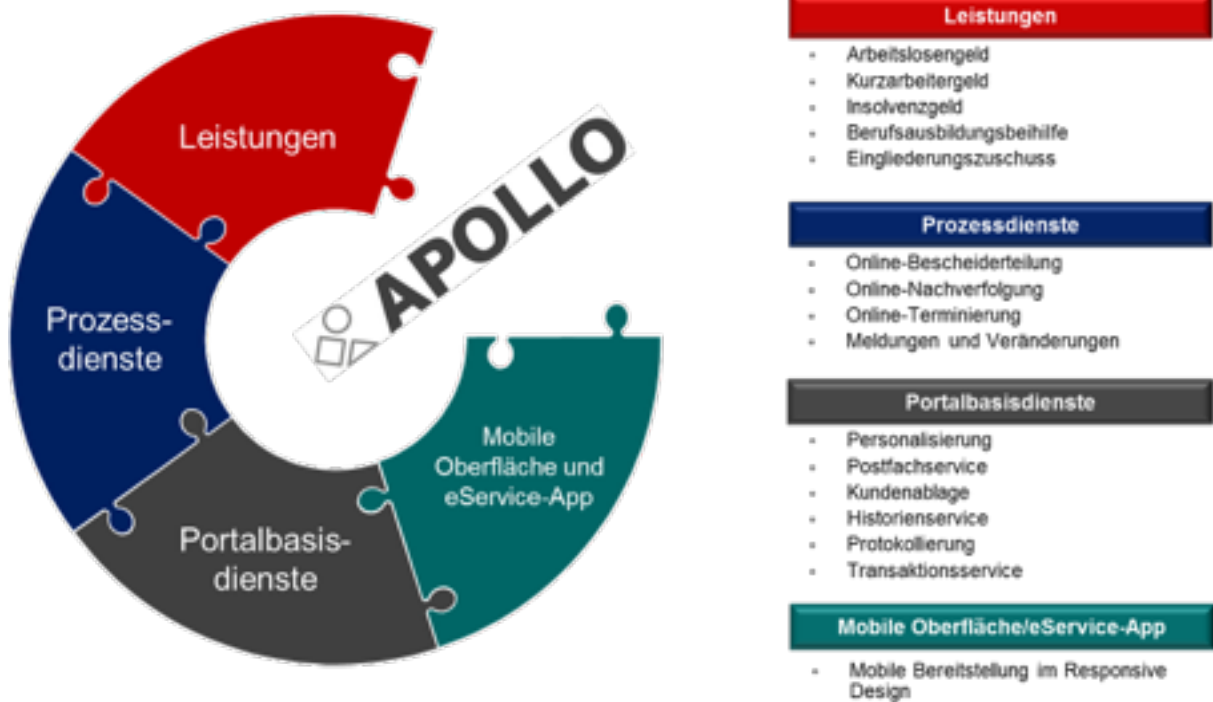 Leistungen
Prozess-
dienste
Portalbasis-
dienste
Mobile
Oberfläche und
eService-App
APOLLO
Leistungen
- Arbeitslosengeld
- Kurzarbeitergeld
- Insolvenzgeld
- Berufsausbildungsbeihilfe
- Eingliederungszuschuss
Prozessdienste
- Online-Bescheiderteilung
- Online-Nachverfolgung
- Online-Terminierung
- Meldungen und Veränderungen
Portalbasisdienste
- Personalisierung
- Postfachservice
- Kundenablage
- Historienservice
- Protokollierung
- Transaktionsservice
Mobile Oberfläche/eService-App
- Mobile Bereitstellung im Responsive
Design